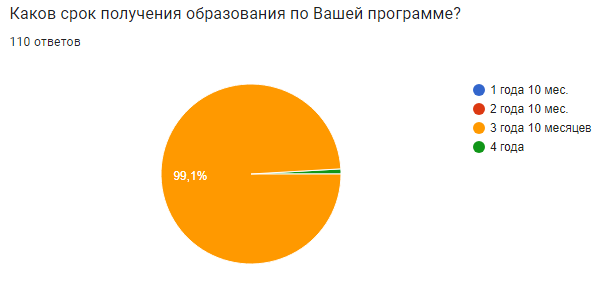 Каков срок получения образования по Вашей программе?
110 ответов
99,1%
1 года 10 мес.
2 года 10 мес.
3 года 10 месяцев
4 года